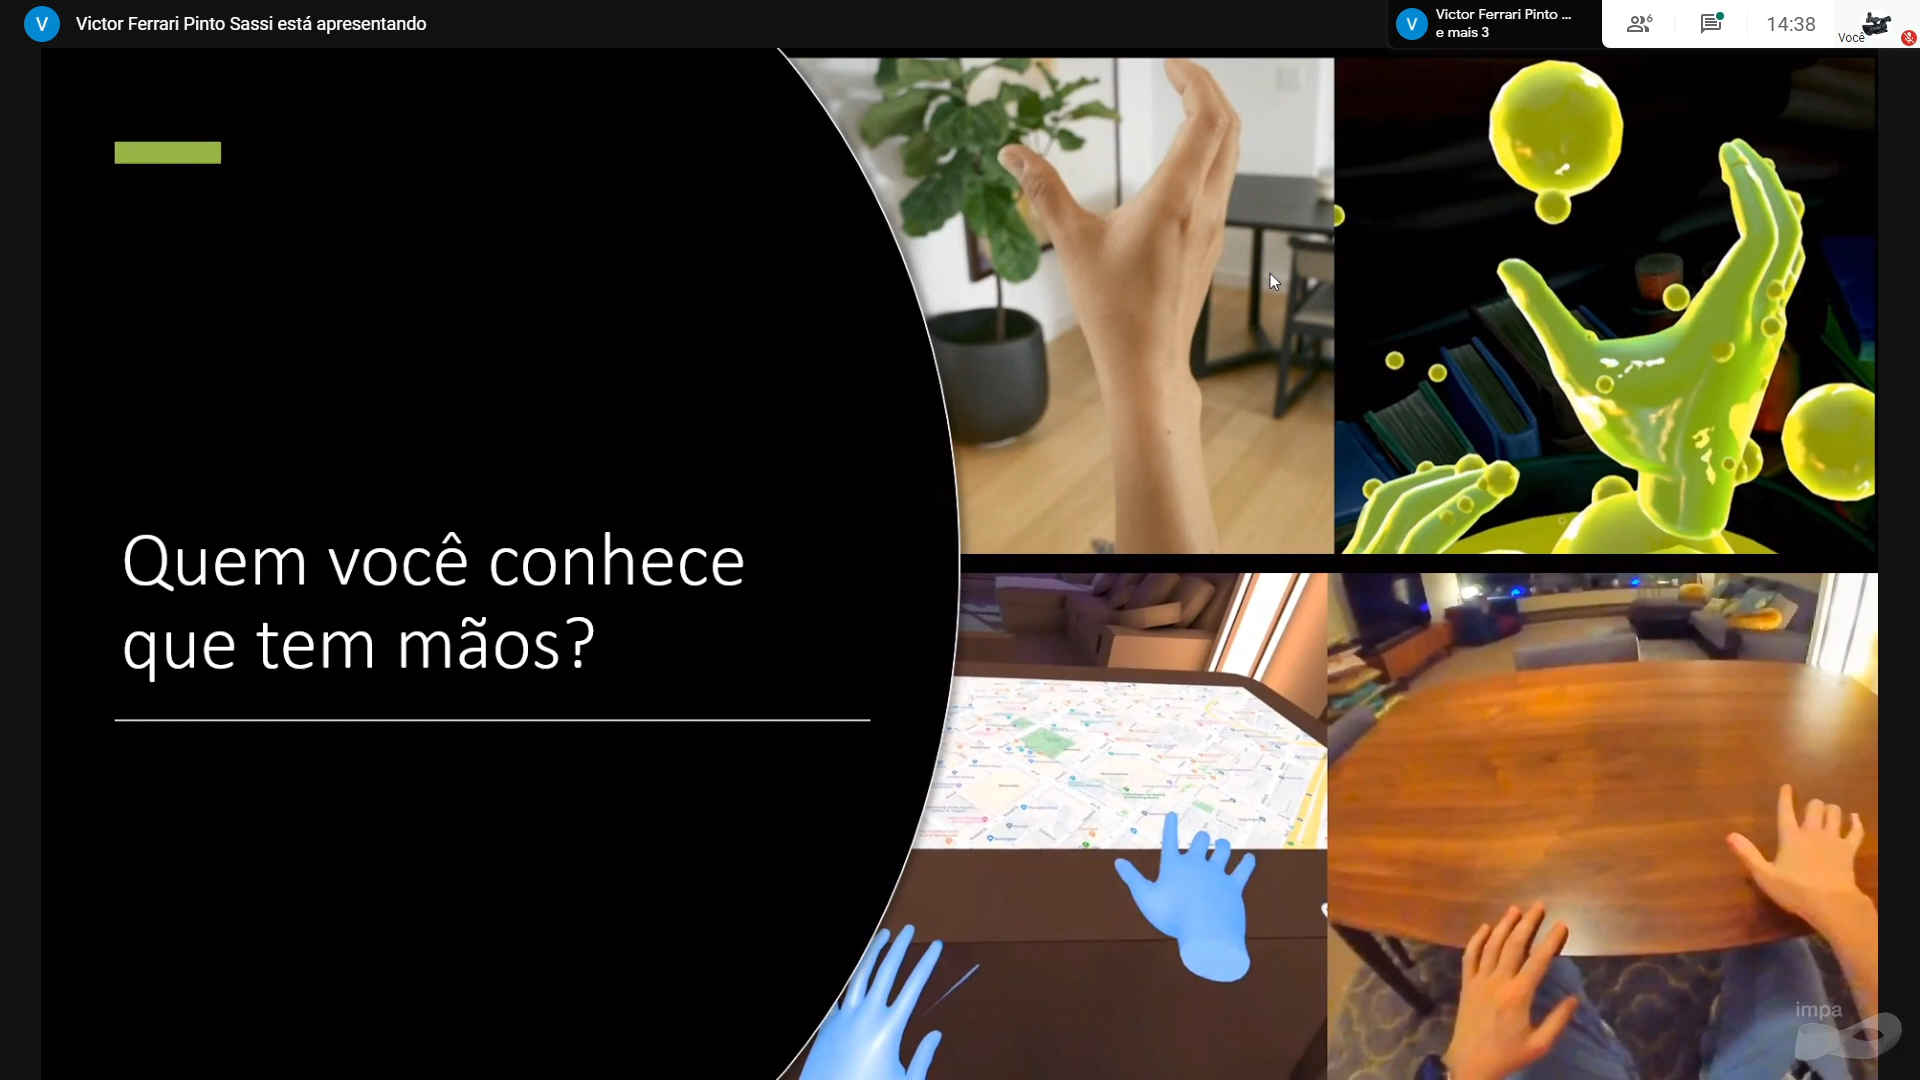 Victor Ferrari Pinto Sassi está apresentando
Victor Ferrari Pinto ...
e mais 3
6
14:38
Você
V
V
Quem você conhece
que tem mãos?
impa